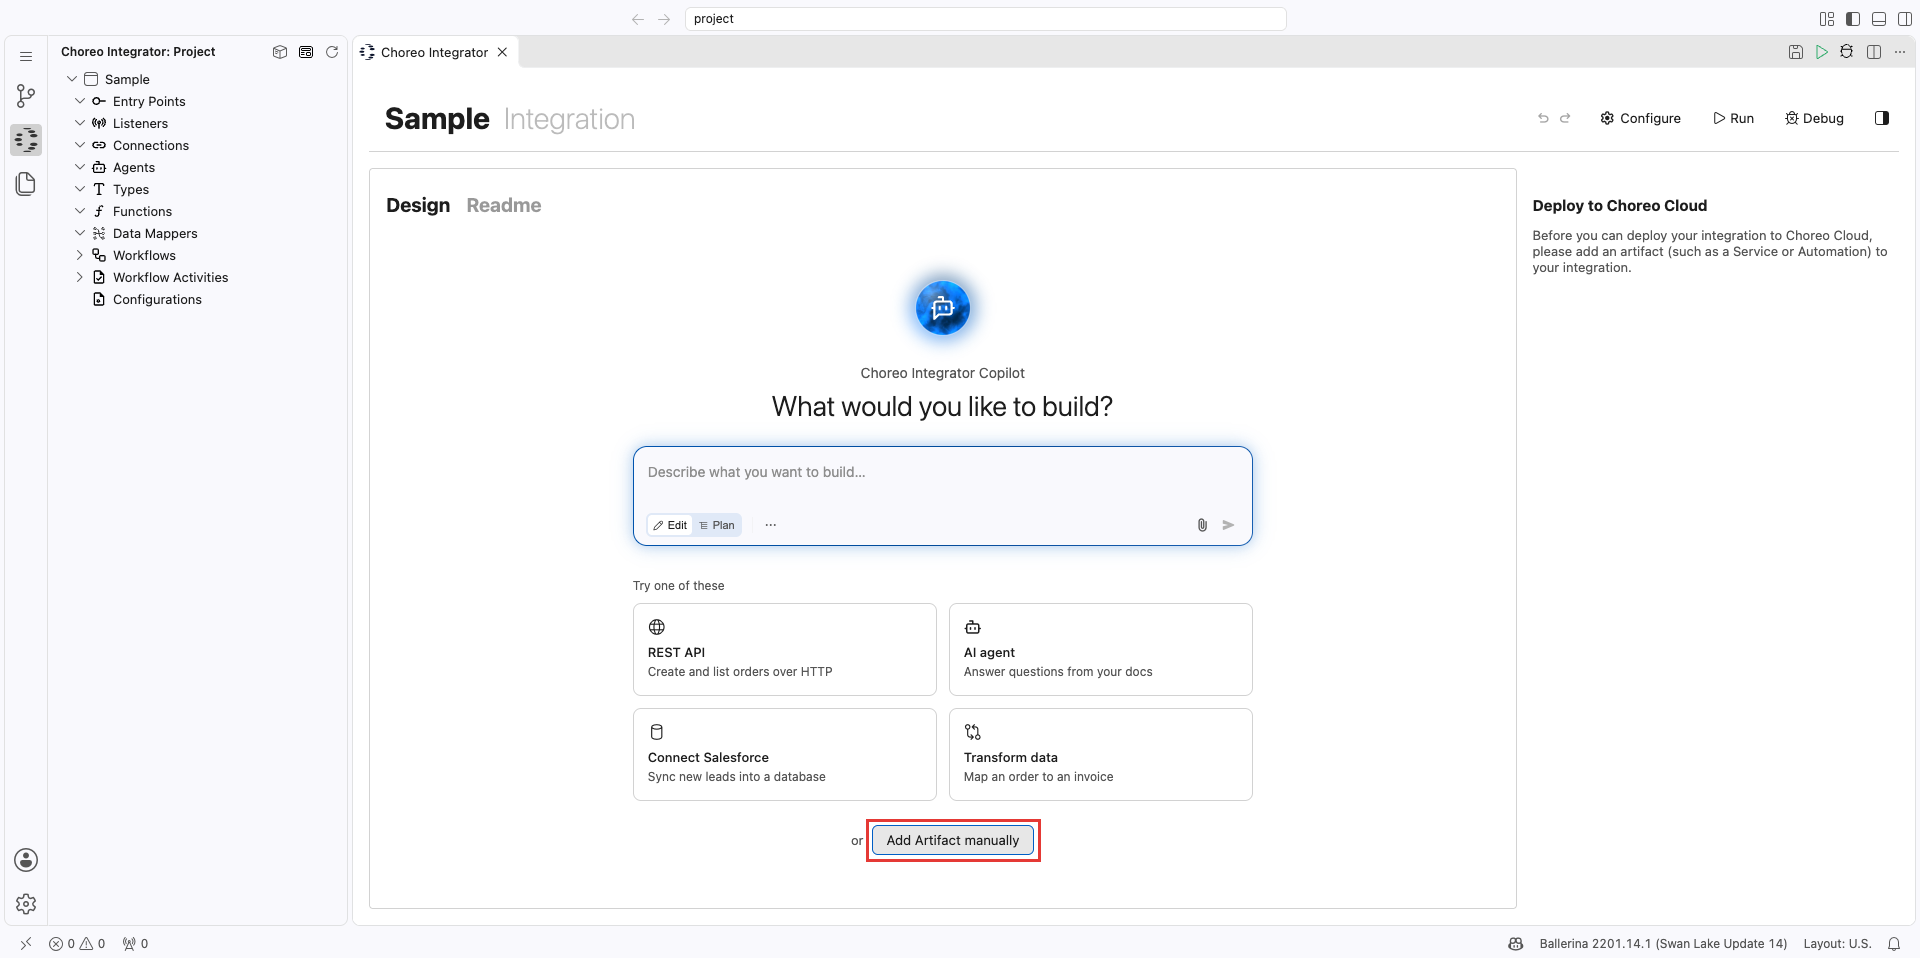 project
Choreo Integrator: Project
Sample
Entry Points
Listeners
Connections
Agents
Types
Functions
Data Mappers
Workflows
Workflow Activities
Configurations
Choreo Integrator
Sample Integration
Configure
Run
Debug
Design Readme
Choreo Integrator Copilot
What would you like to build?
Describe what you want to build...
Edit Plan
Try one of these
REST API
Create and list orders over HTTP
AI agent
Answer questions from your docs
Connect Salesforce
Sync new leads into a database
Transform data
Map an order to an invoice
or Add Artifact manually
Deploy to Choreo Cloud
Before you can deploy your integration to Choreo Cloud,
please add an artifact (such as a Service or Automation) to
your integration.
0 0 0
Ballerina 2201.14.1 (Swan Lake Update 14)
Layout: U.S.